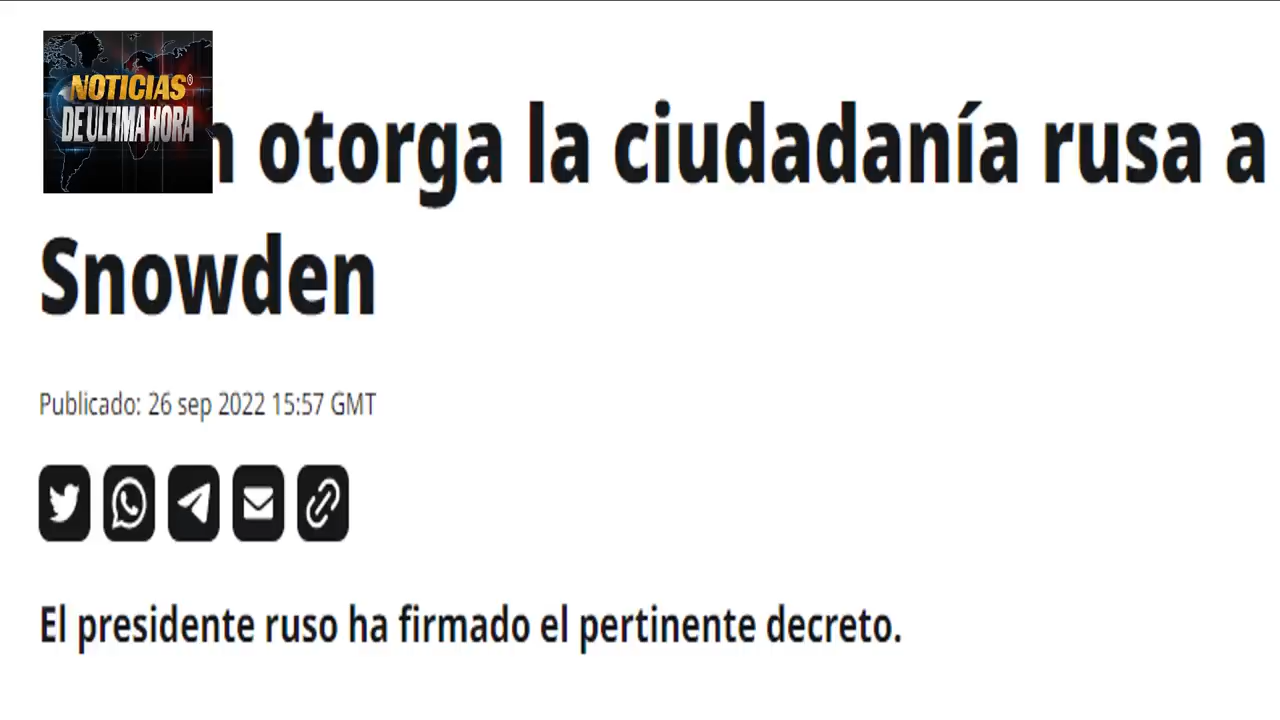 NOTICIAS®
DE ULTIMA HORA
otorga la ciudadanía rusa a
Snowden
Publicado: 26 sep 2022 15:57 GMT
El presidente ruso ha firmado el pertinente decreto.